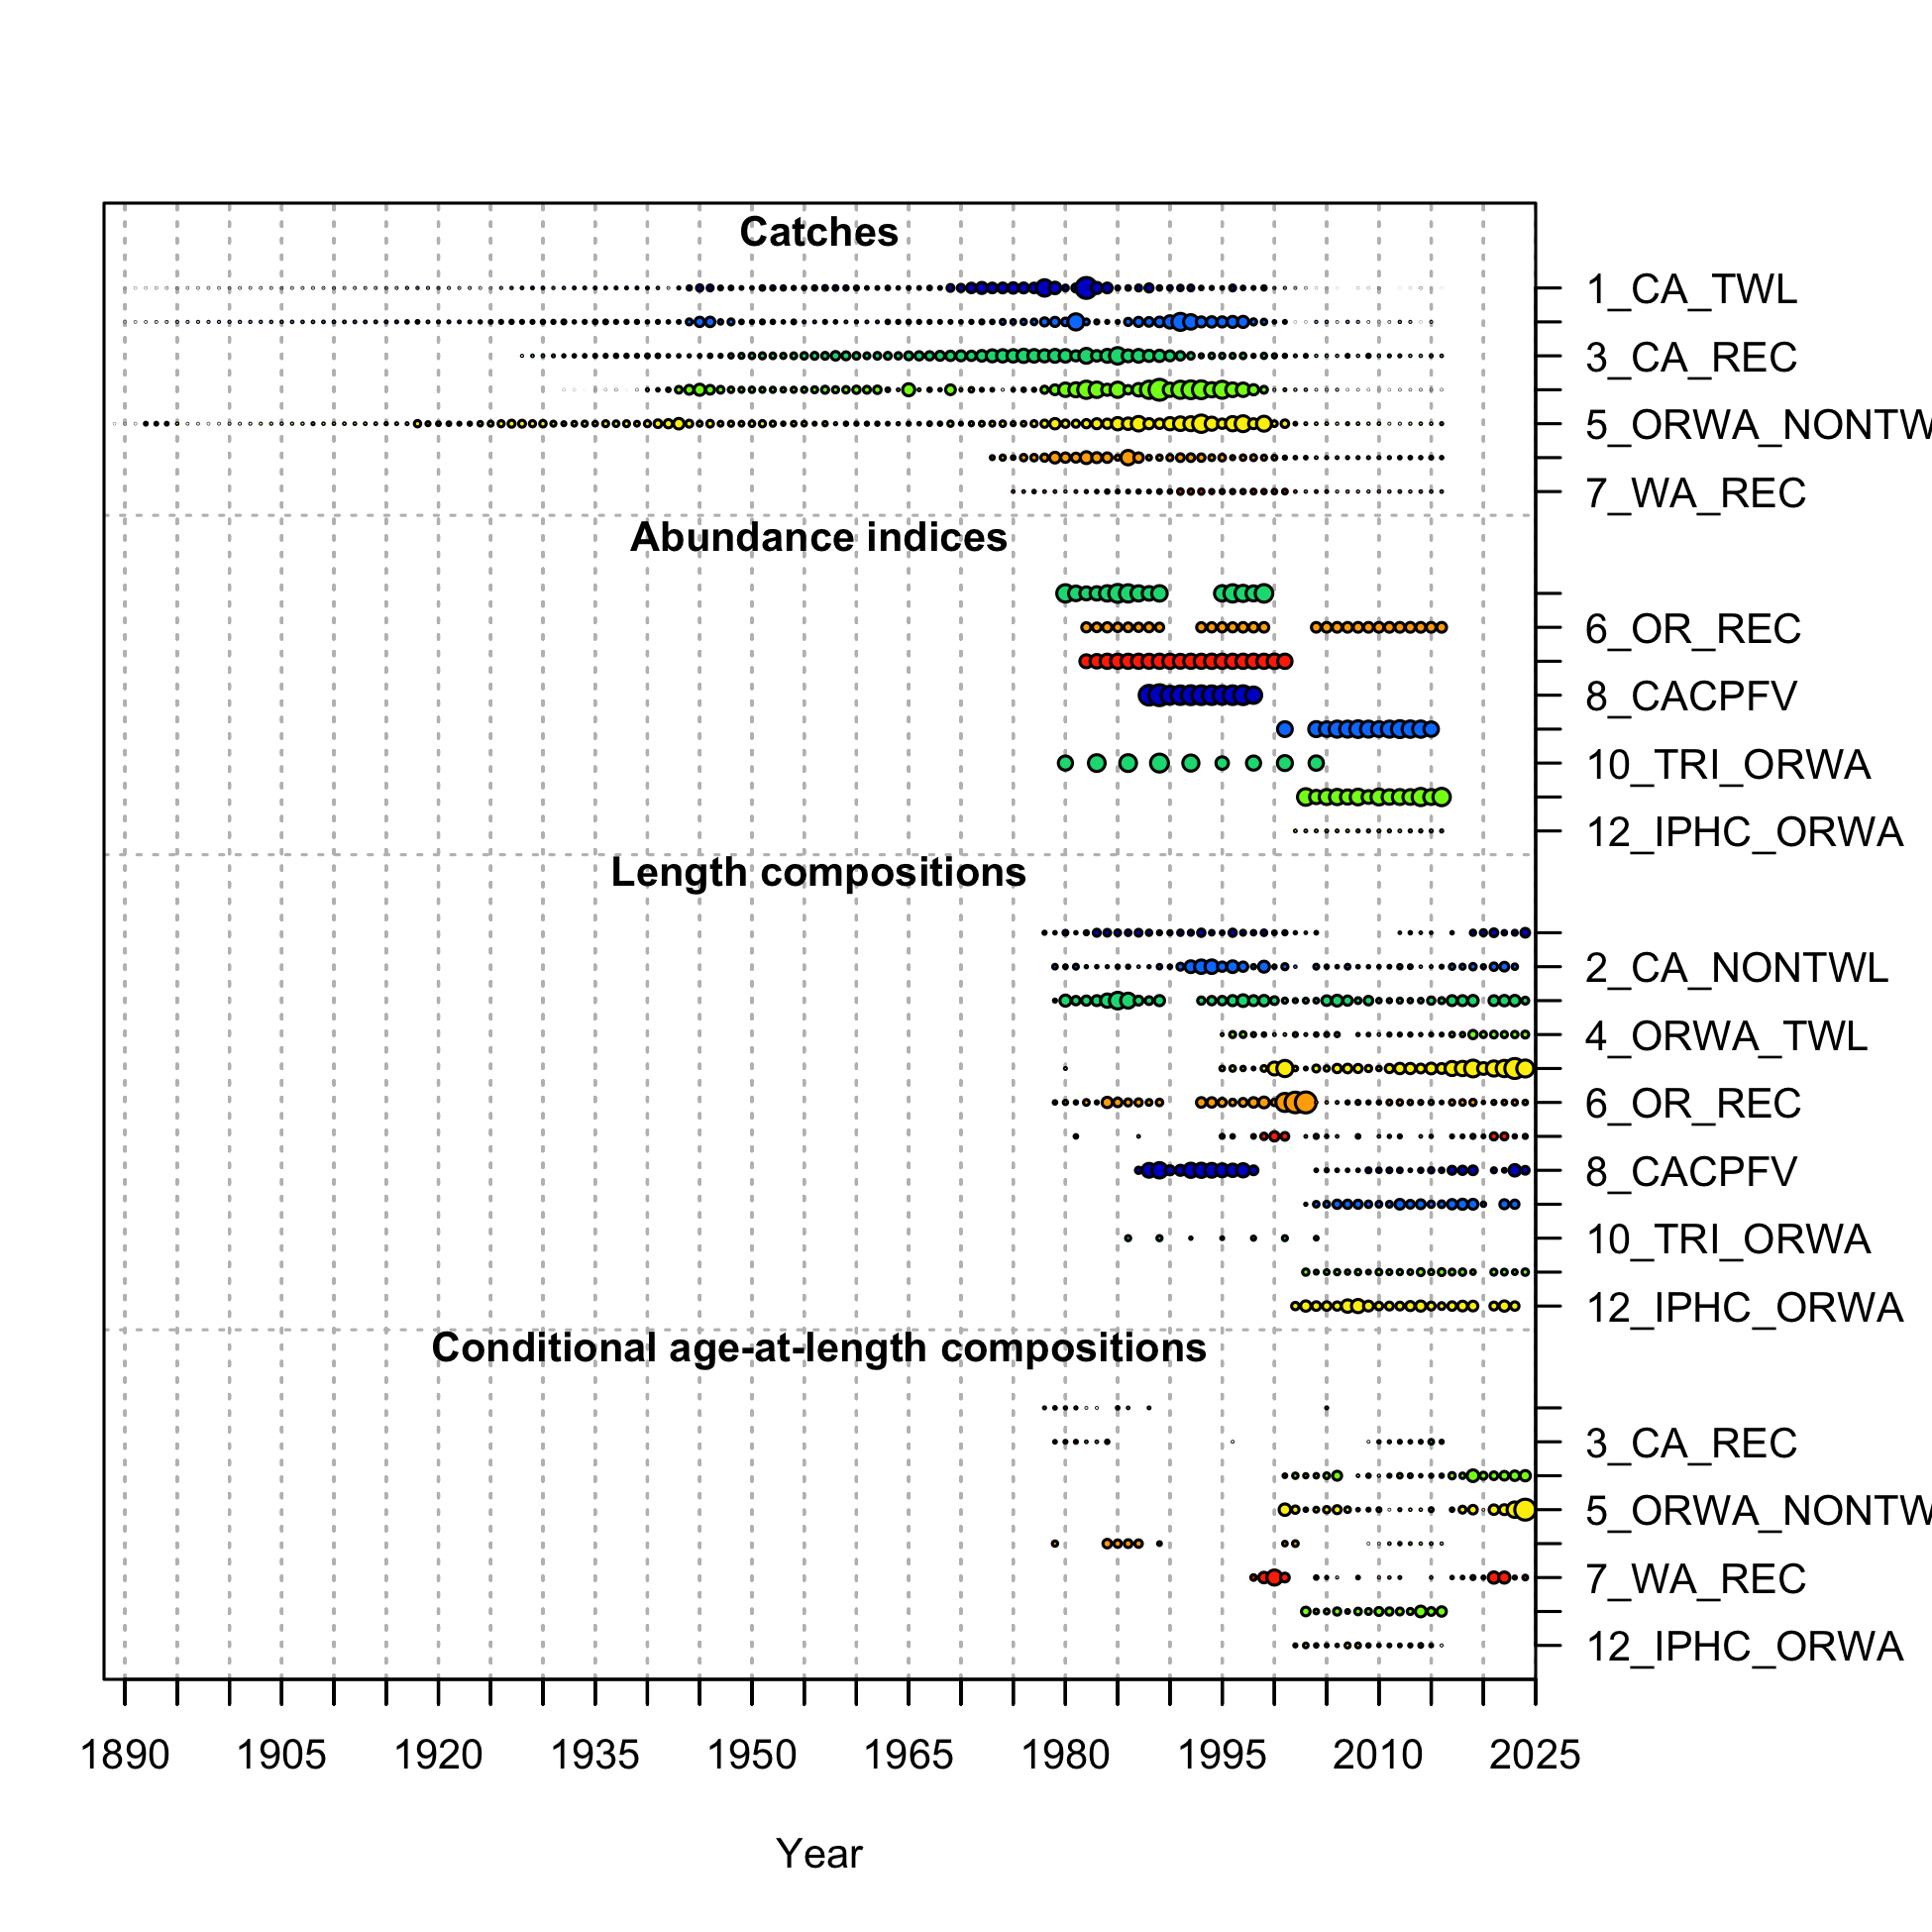 Catches
1_CA_TWL
3_CA_REC
5_ORWA_NONTW
7_WA_REC
Abundance indices
6_OR_REC
8_CACPFV
10_TRI_ORWA
12_IPHC_ORWA
Length compositions
2_CA_NONTWL
4_ORWA_TWL
6_OR_REC
8_CACPFV
10_TRI_ORWA
12_IPHC_ORWA
Conditional age-at-length compositions
3_CA_REC
5_ORWA_NONTW
7_WA_REC
12_IPHC_ORWA
1890 1905 1920 1935 1950 1965 1980 1995 2010 2025
Year